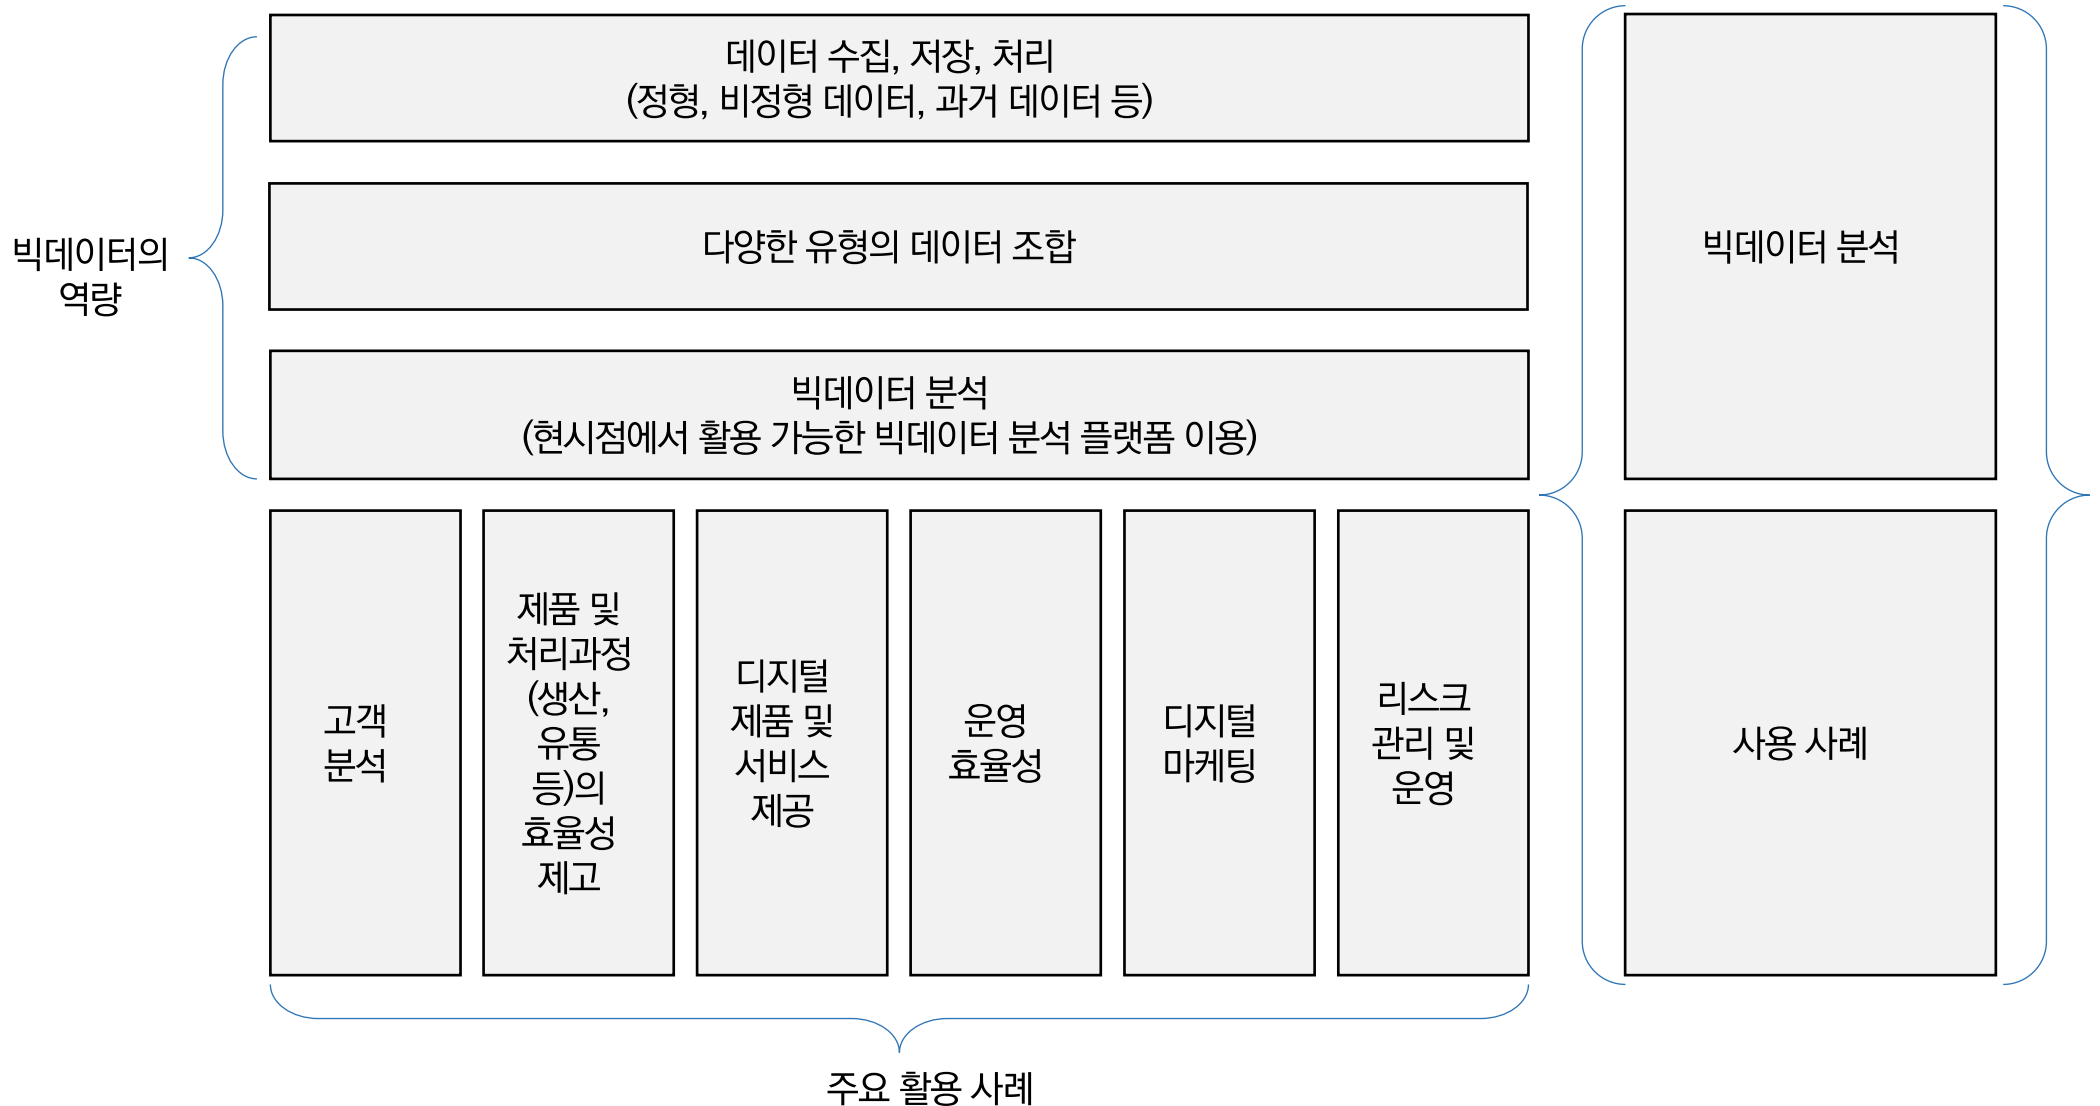 데이터 수집, 저장, 처리
(정형, 비정형 데이터, 과거 데이터 등)
빅데이터의
역량
다양한 유형의 데이터 조합
빅데이터 분석
(현시점에서 활용 가능한 빅데이터 분석 플랫폼 이용)
빅데이터 분석
고객
분석
제품 및
처리과정
(생산,
유통
등)의
효율성
제고
디지털
제품 및
서비스
제공
운영
효율성
디지털
마케팅
리스크
관리 및
운영
사용 사례
주요 활용 사례